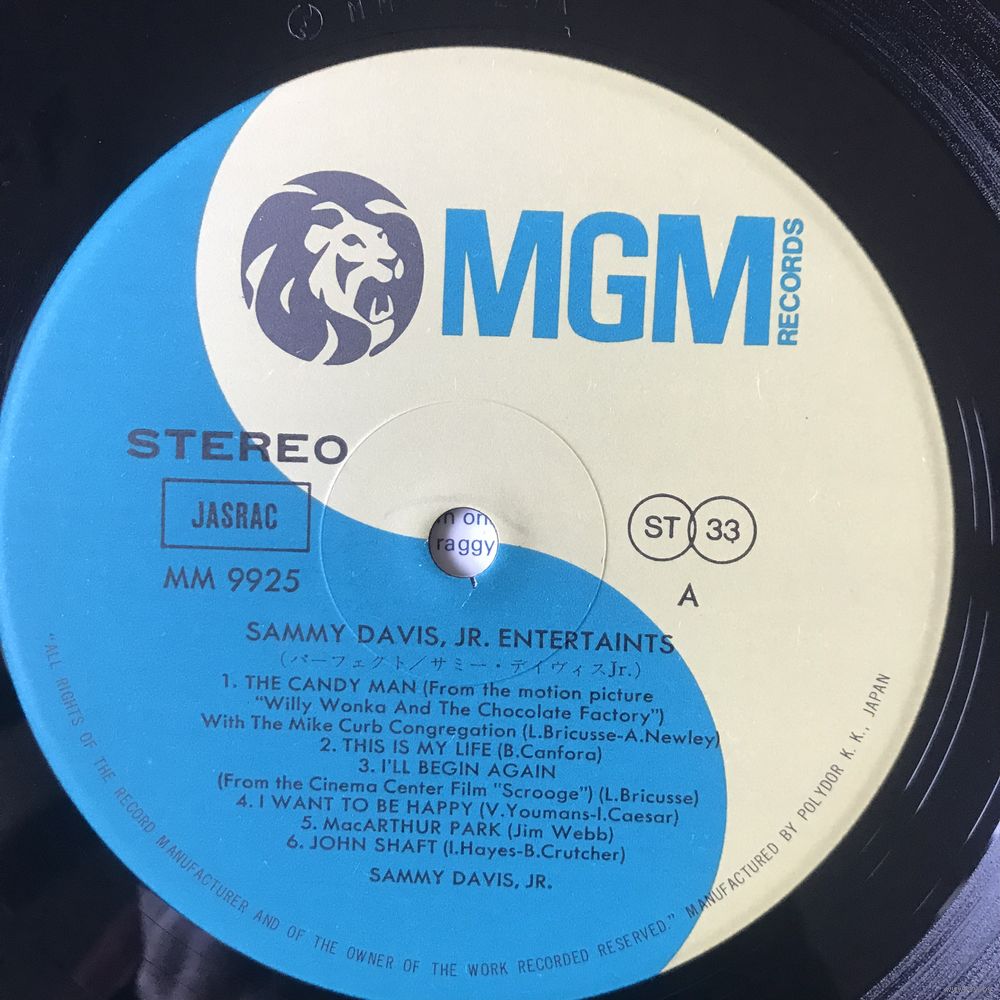 MGM
RECORDS
STEREO
JASRAC
ST 33
MM 9925
A
n on
raggy
SAMMY DAVIS, JR. ENTERTAINTS
(パーフェクト/サミー・デイヴィスJr.)
1. THE CANDY MAN (From the motion picture
"Willy Wonka And The Chocolate Factory")
With The Mike Curb Congregation (L.Bricusse-A.Newley)
2. THIS IS MY LIFE (B.Canfora)
3. I'LL BEGIN AGAIN
(From the Cinema Center Film "Scrooge") (L.Bricusse)
4. I WANT TO BE HAPPY (V.Youmans-I.Caesar)
5. MacARTHUR PARK (Jim Webb)
6. JOHN SHAFT (I.Hayes-B.Crutcher)
SAMMY DAVIS, JR.
"ALL RIGHTS OF THE RECORD MANUFACTURER AND OF THE OWNER OF THE WORK RECORDED RESERVED." MANUFACTURED BY POLYDOR K. K., JAPAN